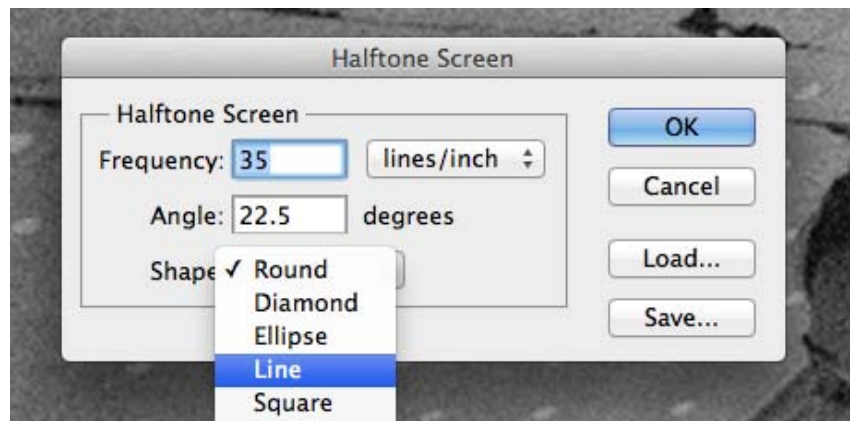 Halftone Screen
Halftone Screen
Frequency: 35 lines/inch
Angle: 22.5 degrees
Shape
✓ Round
Diamond
Ellipse
Line
Square
OK
Cancel
Load...
Save...